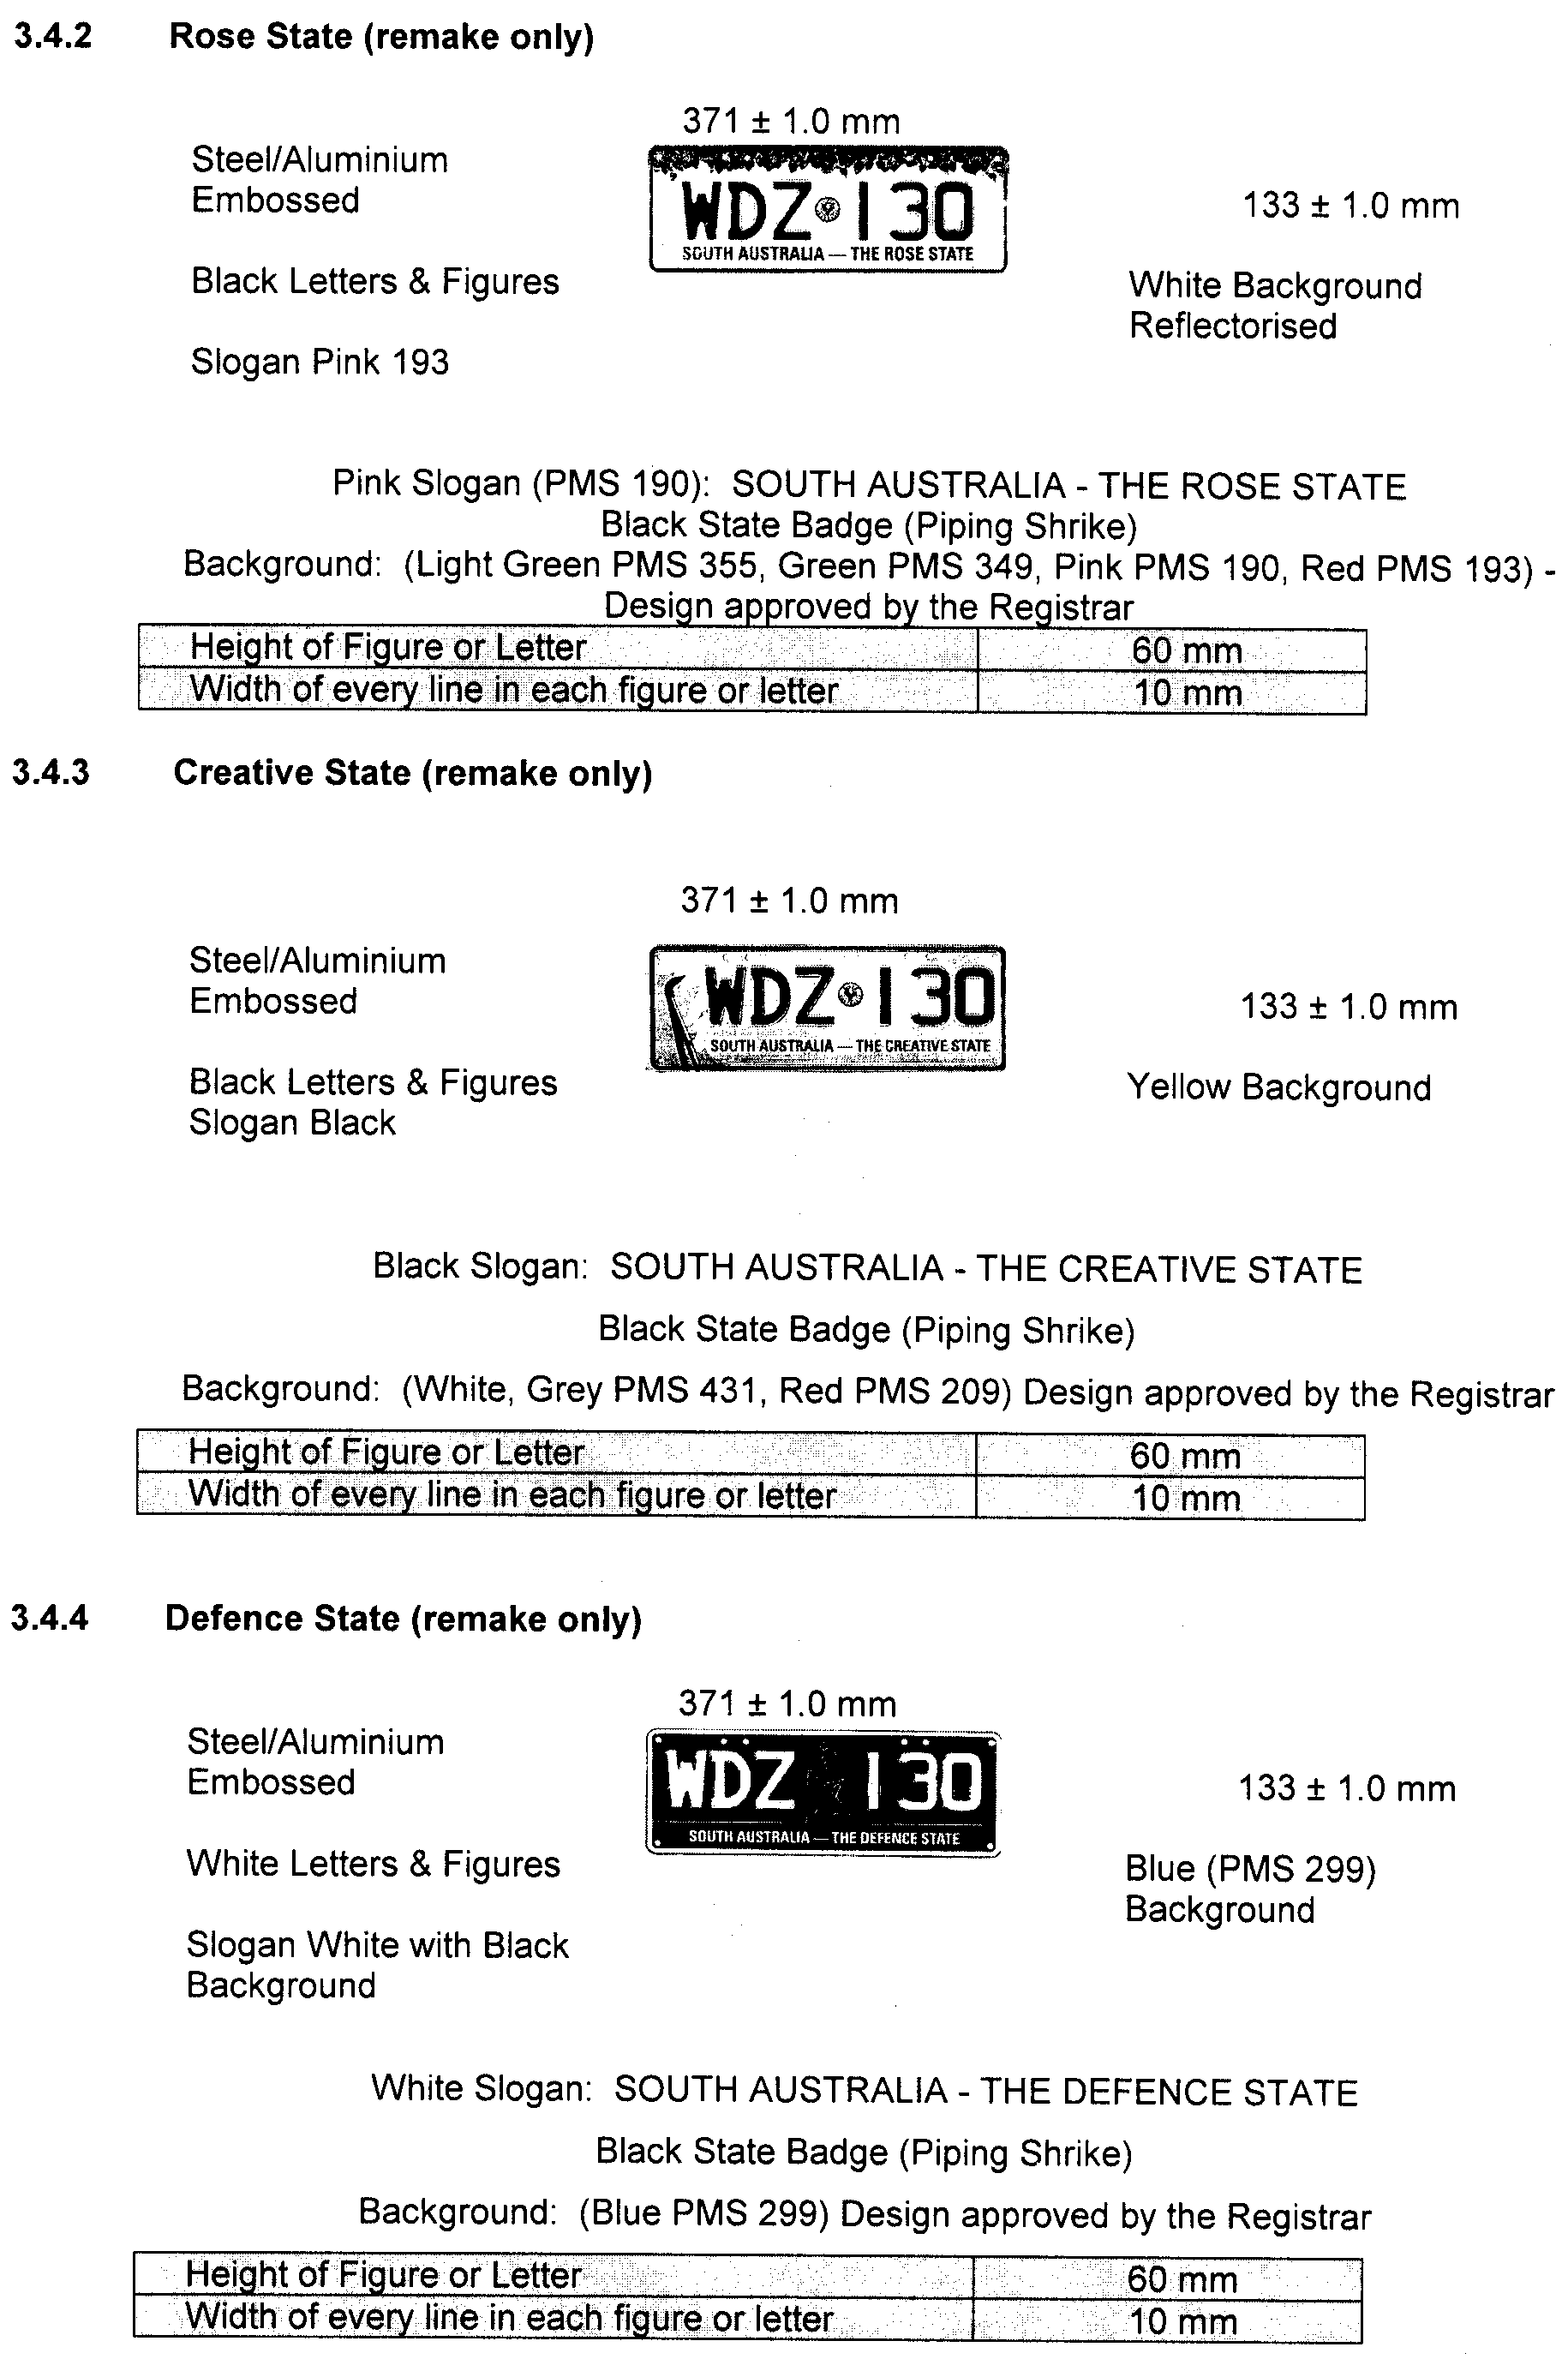 3.4.2 Rose State (remake only)
371 ± 1.0 mm
Steel/Aluminium
Embossed
133 ± 1.0 mm
WDZ 130
SOUTH AUSTRALIA — THE ROSE STATE
Black Letters & Figures
White Background
Reflectorised
Slogan Pink 193
Pink Slogan (PMS 190): SOUTH AUSTRALIA - THE ROSE STATE
Black State Badge (Piping Shrike)
Background: (Light Green PMS 355, Green PMS 349, Pink PMS 190, Red PMS 193) -
Design approved by the Registrar
Height of Figure or Letter 60 mm
Width of every line in each figure or letter 10 mm
3.4.3 Creative State (remake only)
371 ± 1.0 mm
Steel/Aluminium
Embossed
133 ± 1.0 mm
WDZ 130
SOUTH AUSTRALIA — THE CREATIVE STATE
Black Letters & Figures
Slogan Black
Yellow Background
Black Slogan: SOUTH AUSTRALIA - THE CREATIVE STATE
Black State Badge (Piping Shrike)
Background: (White, Grey PMS 431, Red PMS 209) Design approved by the Registrar
Height of Figure or Letter 60 mm
Width of every line in each figure or letter 10 mm
3.4.4 Defence State (remake only)
371 ± 1.0 mm
Steel/Aluminium
Embossed
133 ± 1.0 mm
WDZ 130
SOUTH AUSTRALIA — THE DEFENCE STATE
White Letters & Figures
Blue (PMS 299)
Background
Slogan White with Black
Background
White Slogan: SOUTH AUSTRALIA - THE DEFENCE STATE
Black State Badge (Piping Shrike)
Background: (Blue PMS 299) Design approved by the Registrar
Height of Figure or Letter 60 mm
Width of every line in each figure or letter 10 mm